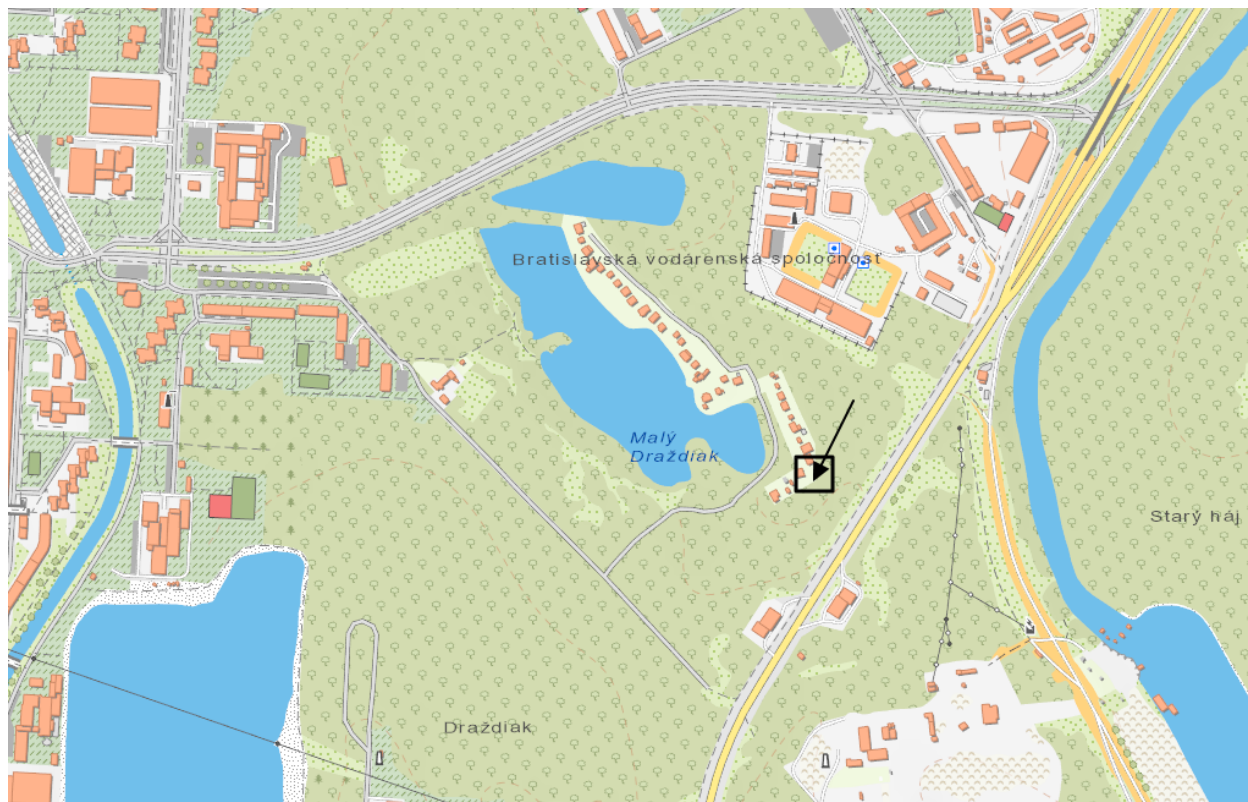 Bratislavská vodárenská spoločnosť
Malý
Draždiak
Starý háj
Draždiak